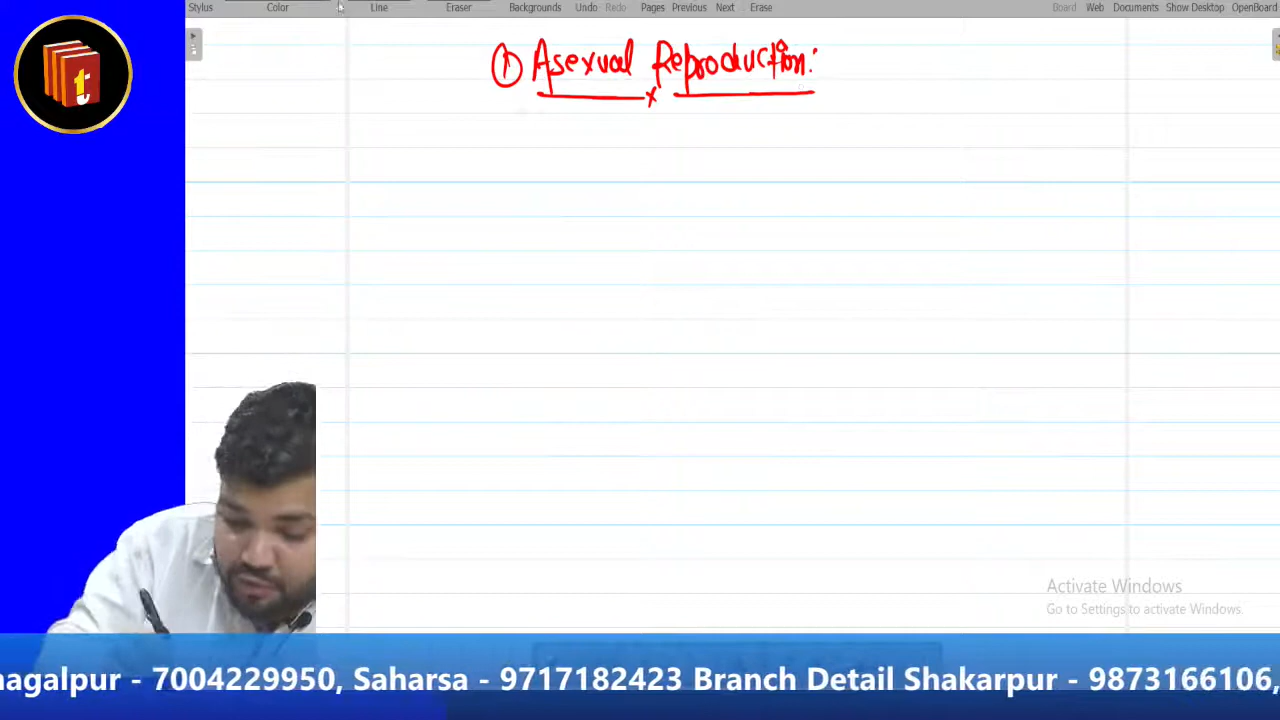 Stylus Color Line Eraser Backgrounds Undo Redo Pages Previous Next Erase Board Web Documents Show Desktop OpenBoard
① Asexual Reproduction:
t
Activate Windows
Go to Settings to activate Windows.
nagalpur - 7004229950, Saharsa - 9717182423 Branch Detail Shakarpur - 9873166106,